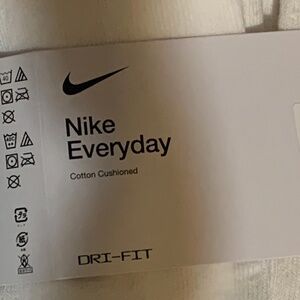 Nike
Everyday
Cotton Cushioned
DRI-FIT